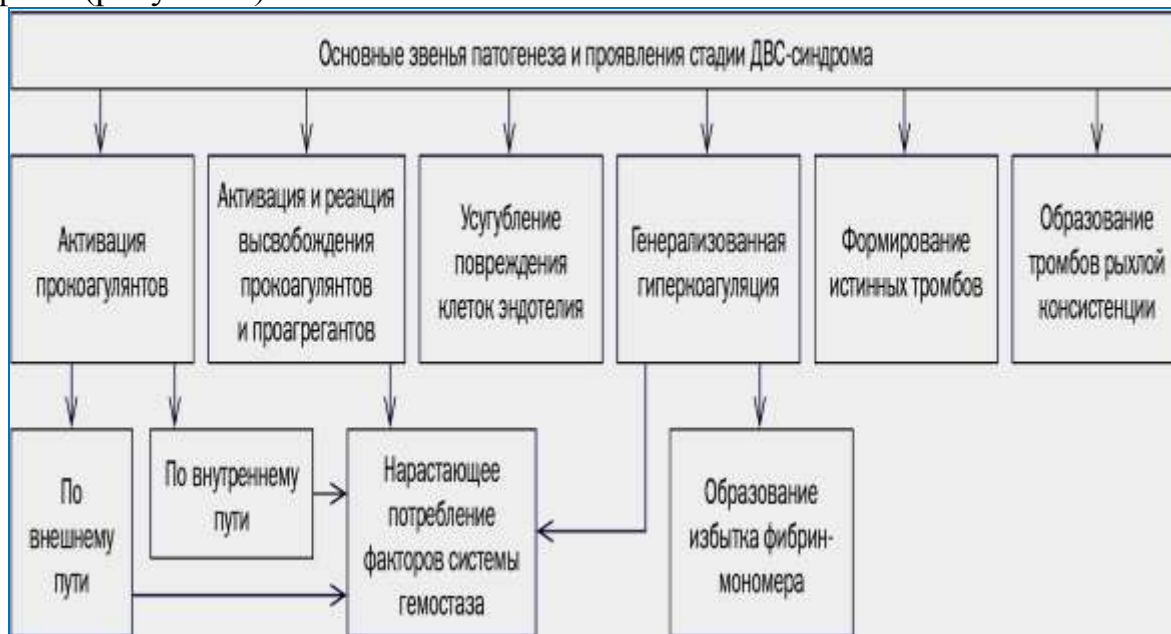 Основные звенья патогенеза и проявления стадии ДВС-синдрома
Активация
прокоагулянтов
Активация и реакция
высвобождения
прокоагулянтов
и проагрегантов
Усугубление
повреждения
клеток эндотелия
Генерализованная
гиперкоагуляция
Формирование
истинных тромбов
Образование
тромбов рыхлой
консистенции
По
внешнему
пути
По внутреннему
пути
Нарастающее
потребление
факторов системы
гемостаза
Образование
избытка фибрин-
мономера